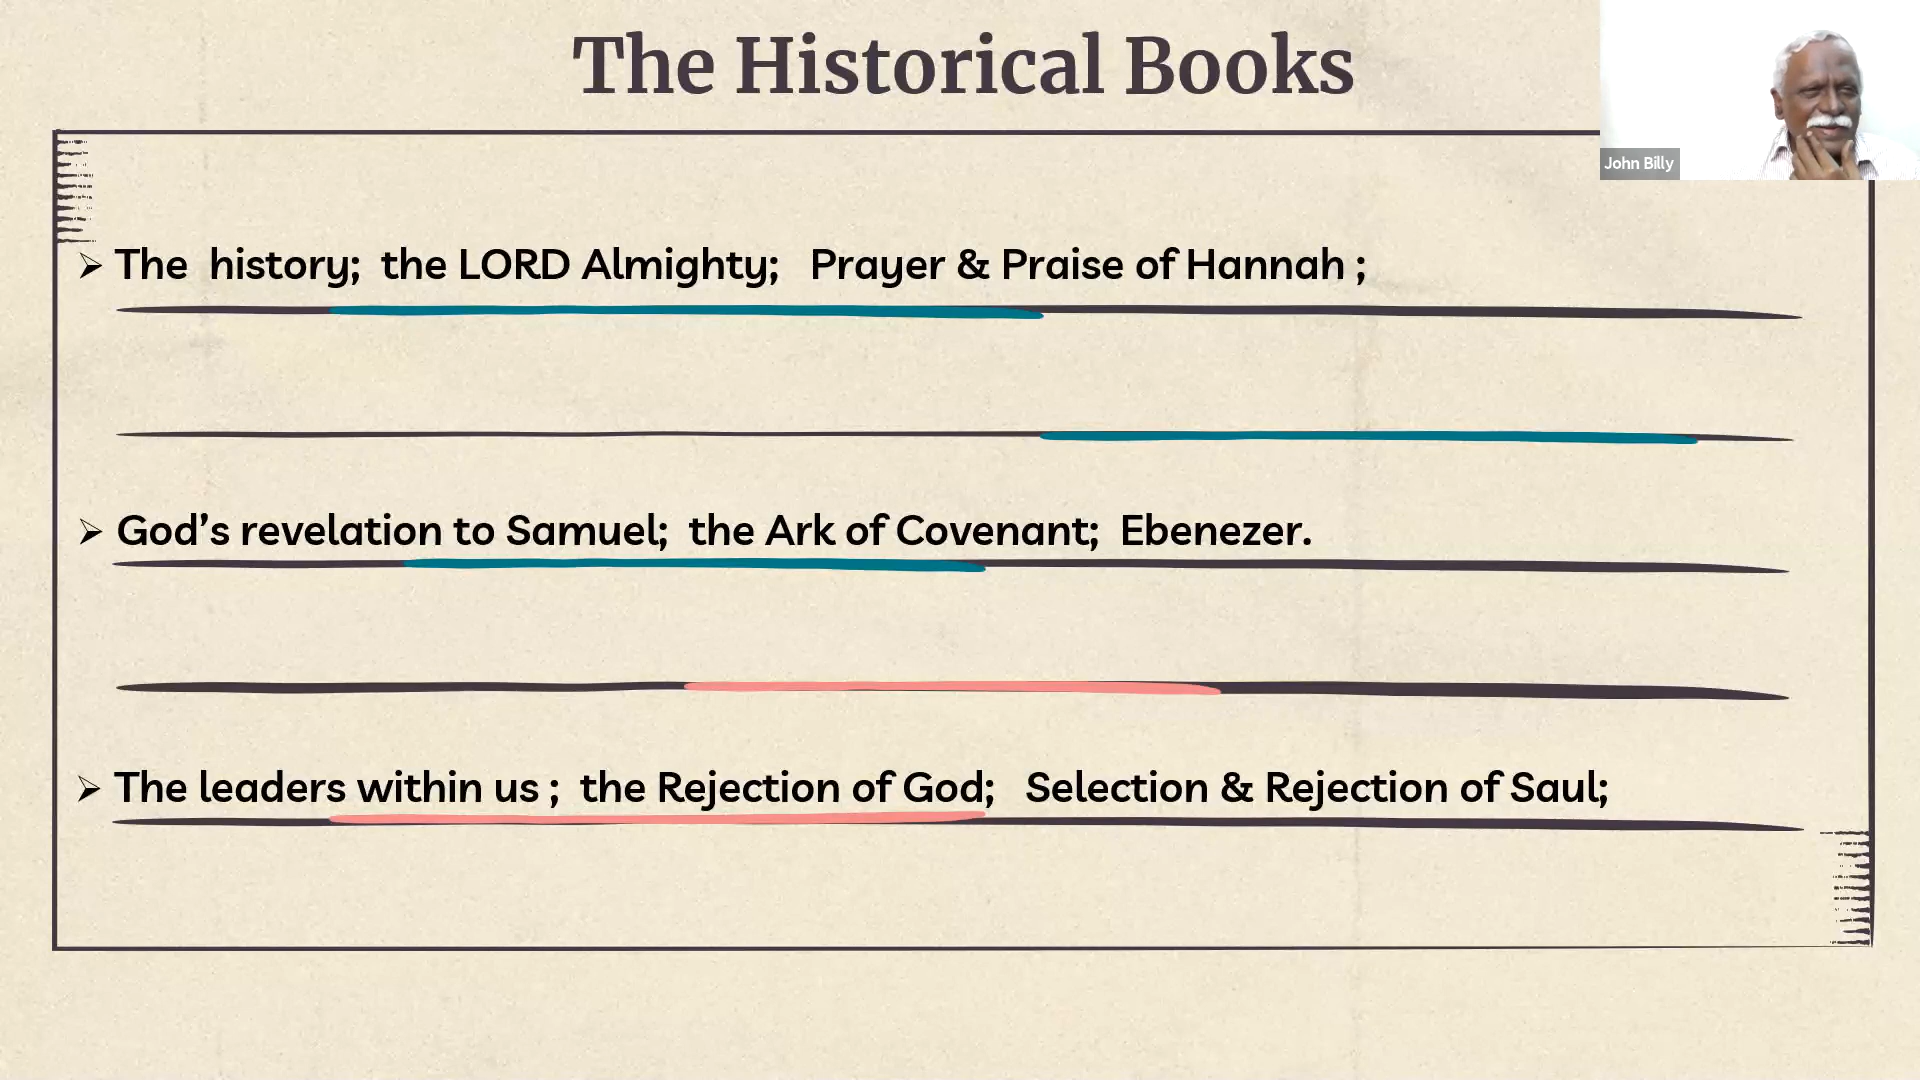 The Historical Books
John Billy
➢ The history; the LORD Almighty; Prayer & Praise of Hannah ;
➢ God’s revelation to Samuel; the Ark of Covenant; Ebenezer.
➢ The leaders within us ; the Rejection of God; Selection & Rejection of Saul;